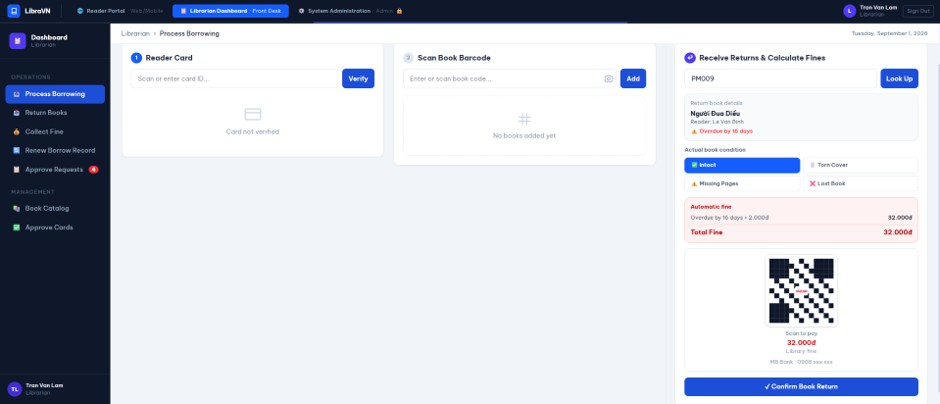 LibraVN
Reader Portal Web/Mobile
Librarian Dashboard Front Desk
System Administration Admin
Tran Van Lam
Librarian
Sign Out
Dashboard
Librarian
Librarian › Process Borrowing
Tuesday, September 1, 2026
OPERATIONS
Process Borrowing
Return Books
Collect Fine
Renew Borrow Record
Approve Requests 4
MANAGEMENT
Book Catalog
Approve Cards
TL
Tran Van Lam
Librarian
1 Reader Card
Scan or enter card ID...
Verify
Card not verified
2 Scan Book Barcode
Enter or scan book code...
Add
No books added yet
Receive Returns & Calculate Fines
PM009
Look Up
Return book details
Người Đua Diều
Reader: Le Van Binh
Overdue by 16 days
Actual book condition
Intact
Torn Cover
Missing Pages
Lost Book
Automatic fine
Overdue by 16 days × 2.000đ 32.000đ
Total Fine 32.000đ
Scan to pay
32.000đ
Library fine
MB Bank · 0908 xxx xxx
✓ Confirm Book Return